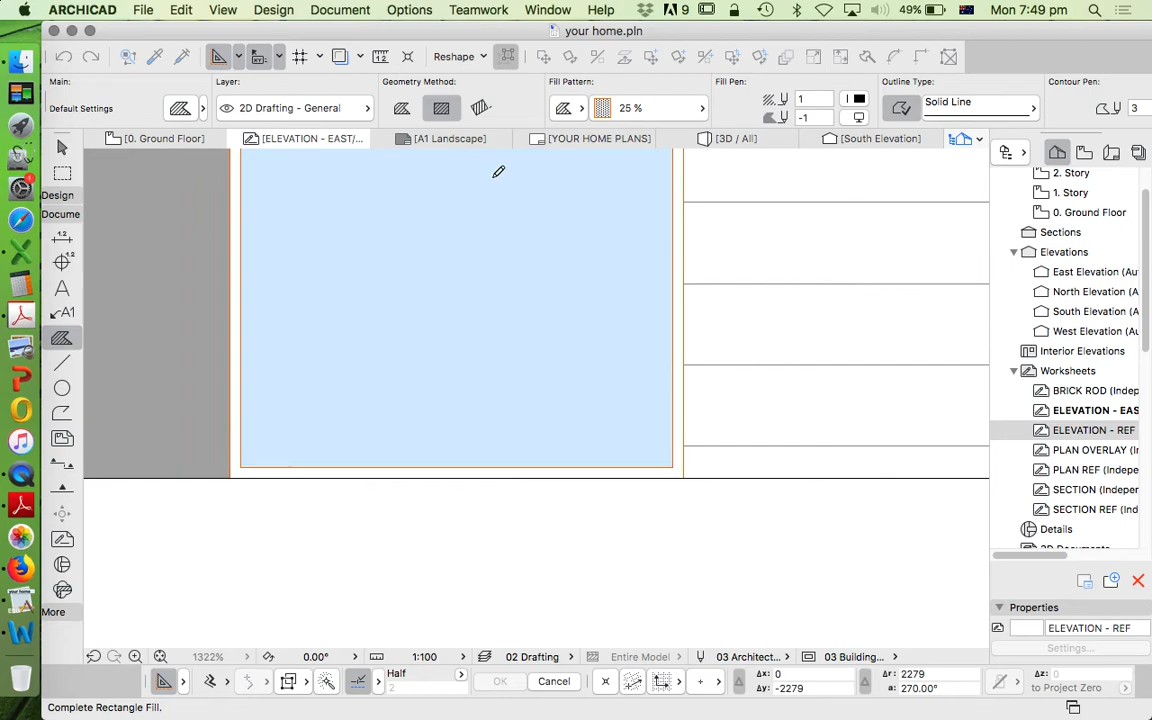 ARCHICAD File Edit View Design Document Options Teamwork Window Help 9 49% Mon 7:49 pm
your home.pln
Reshape
Main: Layer: Geometry Method: Fill Pattern: Fill Pen: Outline Type: Contour Pen:
Default Settings 2D Drafting - General 25 % 1 1 Solid Line 3
-1
[0. Ground Floor] [ELEVATION - EAST/... [A1 Landscape] [YOUR HOME PLANS] [3D / All] [South Elevation]
2. Story
Design 1. Story
Docume 0. Ground Floor
Sections
Elevations
East Elevation (Au
North Elevation (A
South Elevation (A
West Elevation (Au
Interior Elevations
Worksheets
BRICK ROD (Indep
ELEVATION - EAS
ELEVATION - REF
PLAN OVERLAY (I
PLAN REF (Indepe
SECTION (Indeper
SECTION REF (Ind
Details
2D Documents
More
Properties
ELEVATION - REF
Settings...
1322% 0.00° 1:100 02 Drafting Entire Model 03 Architect... 03 Building...
Half
2
OK Cancel
Δx: 0 Δr: 2279 Δz: 0
Δy: -2279 a: 270.00° to Project Zero
Complete Rectangle Fill.